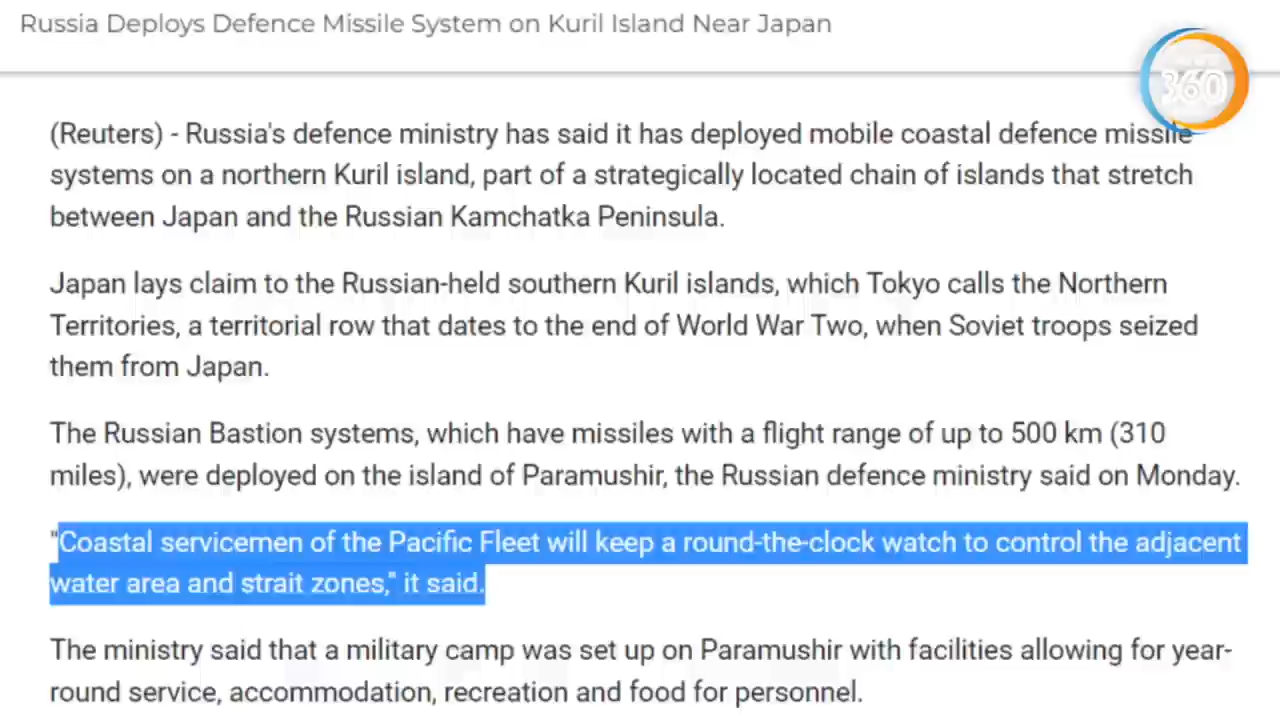 Russia Deploys Defence Missile System on Kuril Island Near Japan
360
(Reuters) - Russia's defence ministry has said it has deployed mobile coastal defence missile
systems on a northern Kuril island, part of a strategically located chain of islands that stretch
between Japan and the Russian Kamchatka Peninsula.
Japan lays claim to the Russian-held southern Kuril islands, which Tokyo calls the Northern
Territories, a territorial row that dates to the end of World War Two, when Soviet troops seized
them from Japan.
The Russian Bastion systems, which have missiles with a flight range of up to 500 km (310
miles), were deployed on the island of Paramushir, the Russian defence ministry said on Monday.
"Coastal servicemen of the Pacific Fleet will keep a round-the-clock watch to control the adjacent
water area and strait zones," it said.
The ministry said that a military camp was set up on Paramushir with facilities allowing for year-
round service, accommodation, recreation and food for personnel.